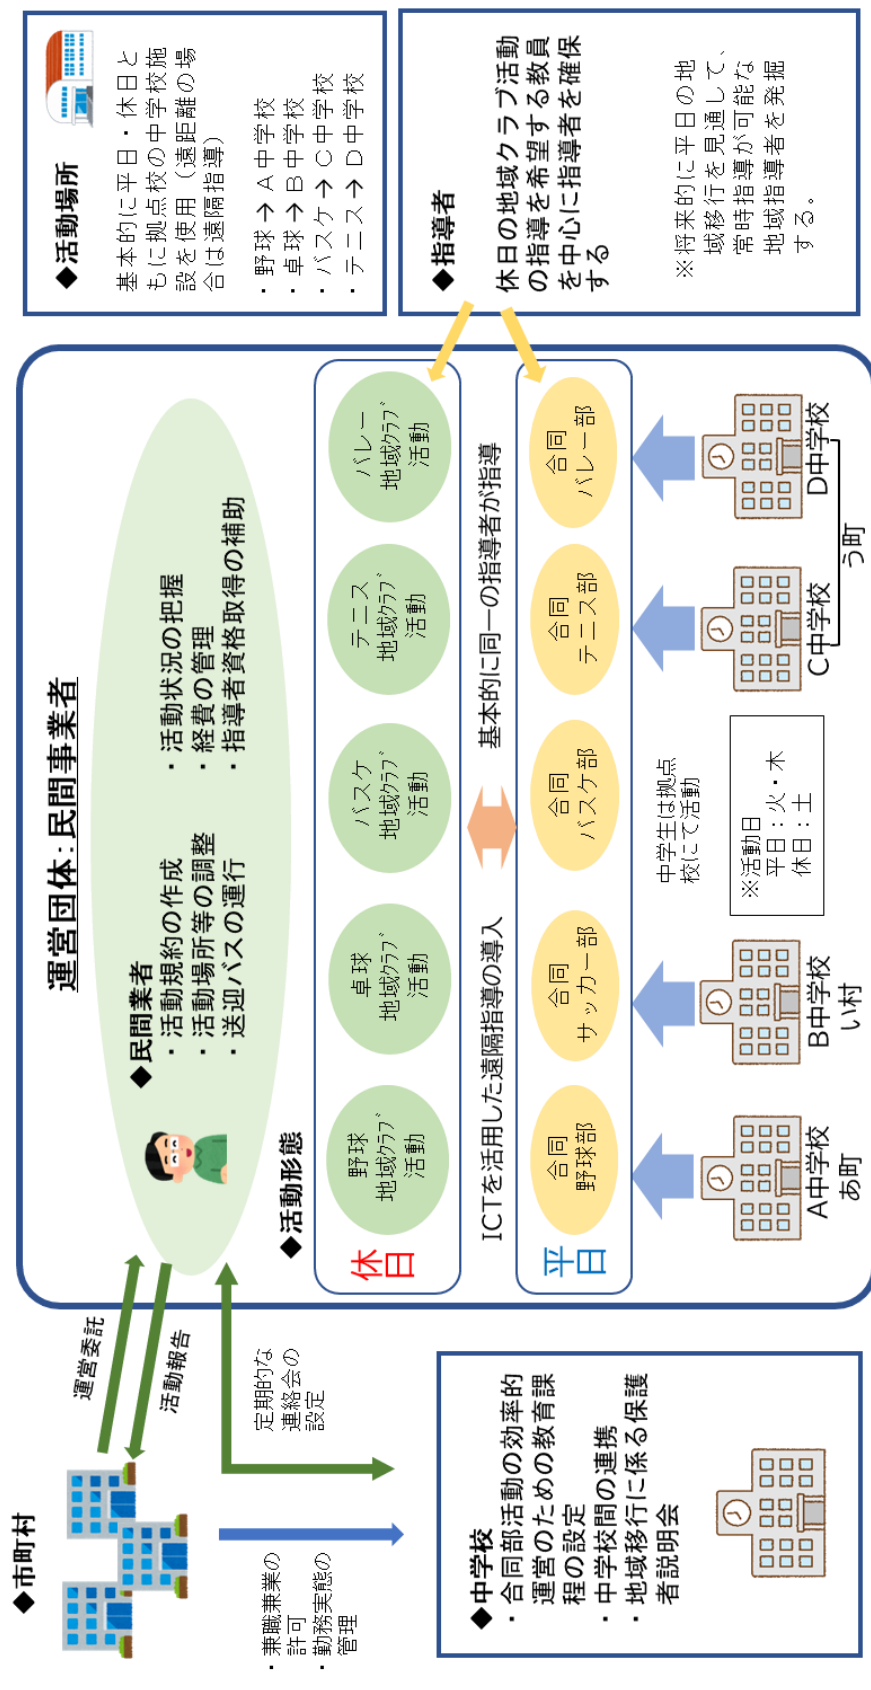 ◆市町村
運営委託
活動報告
・兼職兼業の
許可
・勤務実態の
管理
定期的な
連絡会の
設定
◆中学校
・合同部活動の効率的
運営のための教育課
程の設定
・中学校間の連携
・地域移行に係る保護
者説明会
運営団体：民間事業者
◆民間業者
・活動規約の作成
・活動場所等の調整
・送迎バスの運行
・活動状況の把握
・経費の管理
・指導者資格取得の補助
◆活動形態
休日
野球
地域クラブ
活動
卓球
地域クラブ
活動
バスケ
地域クラブ
活動
テニス
地域クラブ
活動
バレー
地域クラブ
活動
ICTを活用した遠隔指導の導入
基本的に同一の指導者が指導
平日
合同
野球部
合同
サッカー部
合同
バスケ部
合同
テニス部
合同
バレー部
中学生は拠点
校にて活動
※活動日
平日：火・木
休日：土
A中学校
あ町
B中学校
い村
C中学校
D中学校
う町
◆活動場所
基本的に平日・休日と
もに拠点校の中学校施
設を使用（遠距離の場
合は遠隔指導）
・野球→A中学校
・卓球→B中学校
・バスケ→C中学校
・テニス→D中学校
◆指導者
休日の地域クラブ活動
の指導を希望する教員
を中心に指導者を確保
する
※将来的に平日の地
域移行を見通して、
常時指導が可能な
地域指導者を発掘
する。